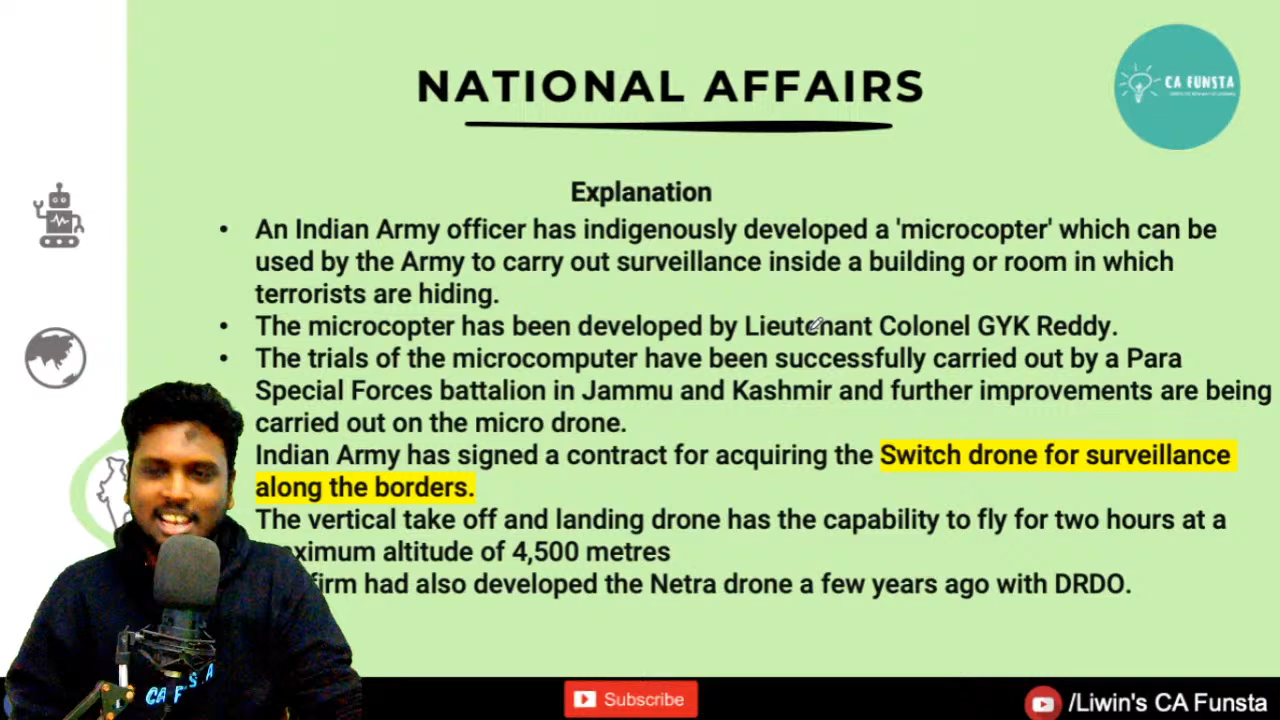 NATIONAL AFFAIRS
CA FUNSTA
Explanation
• An Indian Army officer has indigenously developed a 'microcopter' which can be
used by the Army to carry out surveillance inside a building or room in which
terrorists are hiding.
• The microcopter has been developed by Lieutenant Colonel GYK Reddy.
• The trials of the microcomputer have been successfully carried out by a Para
Special Forces battalion in Jammu and Kashmir and further improvements are being
carried out on the micro drone.
Indian Army has signed a contract for acquiring the Switch drone for surveillance
along the borders.
The vertical take off and landing drone has the capability to fly for two hours at a
altitude of 4,500 metres
firm had also developed the Netra drone a few years ago with DRDO.
Subscribe
/Liwin's CA Funsta